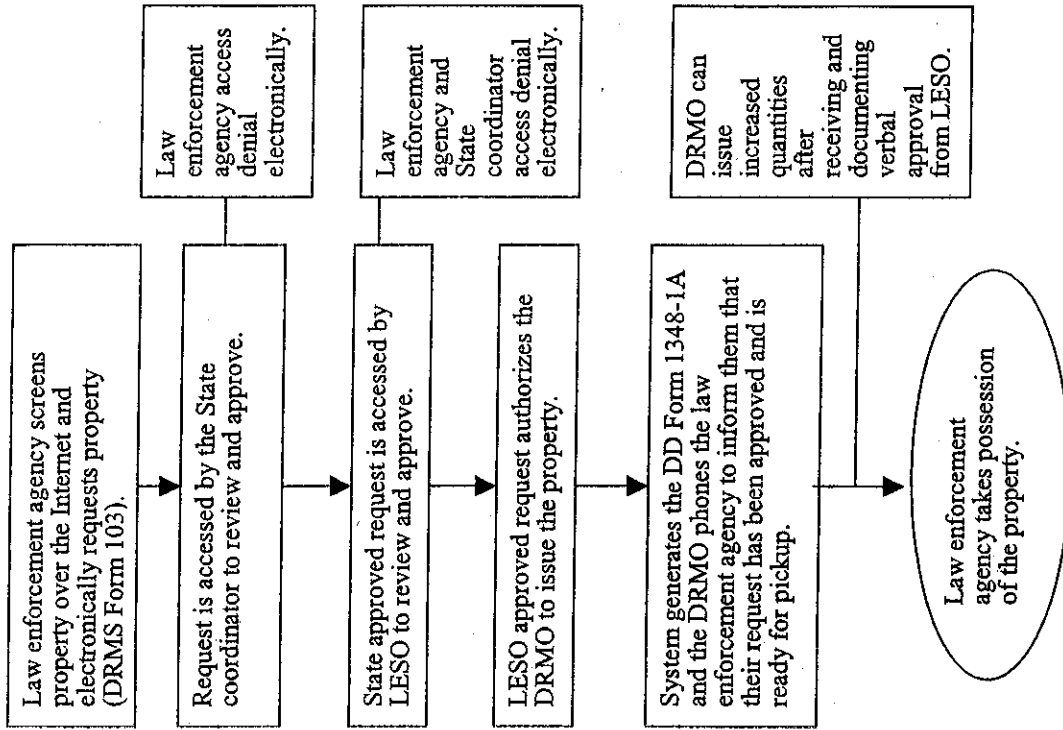 Law enforcement agency screens
property over the Internet and
electronically requests property
(DRMS Form 103).
Request is accessed by the State
coordinator to review and approve.
Law
enforcement
agency access
denial
electronically.
State approved request is accessed by
LESO to review and approve.
Law
enforcement
agency and
State
coordinator
access denial
electronically.
LESO approved request authorizes the
DRMO to issue the property.
System generates the DD Form 1348-1A
and the DRMO phones the law
enforcement agency to inform them that
their request has been approved and is
ready for pickup.
DRMO can
issue
increased
quantities
after
receiving and
documenting
verbal
approval
from LESO.
Law enforcement
agency takes possession
of the property.